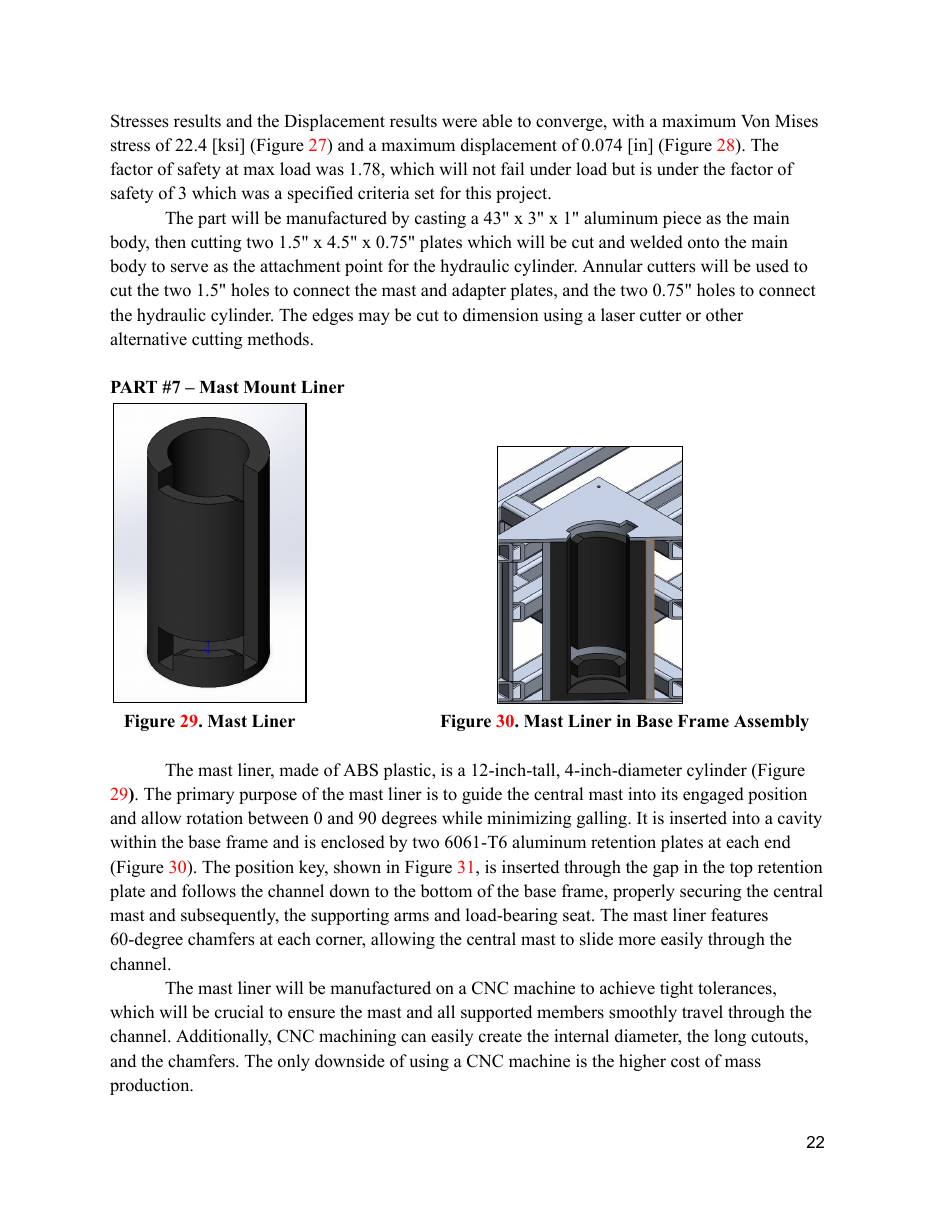 Stresses results and the Displacement results were able to converge, with a maximum Von Mises
stress of 22.4 [ksi] (Figure 27) and a maximum displacement of 0.074 [in] (Figure 28). The
factor of safety at max load was 1.78, which will not fail under load but is under the factor of
safety of 3 which was a specified criteria set for this project.
The part will be manufactured by casting a 43" x 3" x 1" aluminum piece as the main
body, then cutting two 1.5" x 4.5" x 0.75" plates which will be cut and welded onto the main
body to serve as the attachment point for the hydraulic cylinder. Annular cutters will be used to
cut the two 1.5" holes to connect the mast and adapter plates, and the two 0.75" holes to connect
the hydraulic cylinder. The edges may be cut to dimension using a laser cutter or other
alternative cutting methods.
PART #7 – Mast Mount Liner
Figure 29. Mast Liner
Figure 30. Mast Liner in Base Frame Assembly
The mast liner, made of ABS plastic, is a 12-inch-tall, 4-inch-diameter cylinder (Figure
29). The primary purpose of the mast liner is to guide the central mast into its engaged position
and allow rotation between 0 and 90 degrees while minimizing galling. It is inserted into a cavity
within the base frame and is enclosed by two 6061-T6 aluminum retention plates at each end
(Figure 30). The position key, shown in Figure 31, is inserted through the gap in the top retention
plate and follows the channel down to the bottom of the base frame, properly securing the central
mast and subsequently, the supporting arms and load-bearing seat. The mast liner features
60-degree chamfers at each corner, allowing the central mast to slide more easily through the
channel.
The mast liner will be manufactured on a CNC machine to achieve tight tolerances,
which will be crucial to ensure the mast and all supported members smoothly travel through the
channel. Additionally, CNC machining can easily create the internal diameter, the long cutouts,
and the chamfers. The only downside of using a CNC machine is the higher cost of mass
production.
22